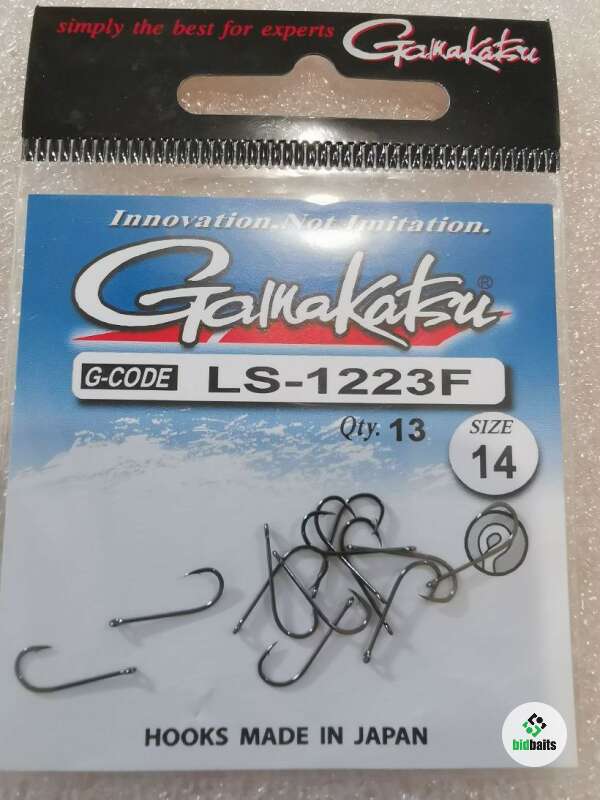 simply the best for experts
Gamakatsu
Innovation. Not Imitation.
Gamakatsu®
G-CODE LS-1223F
Qty. 13
SIZE
14
HOOKS MADE IN JAPAN
bidbaits